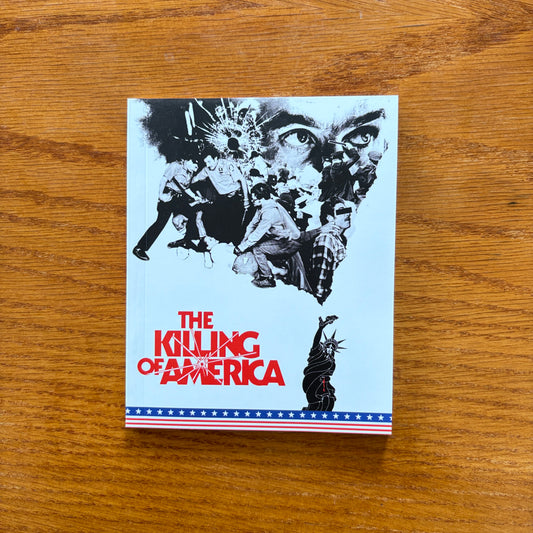 THE
KILLING
OF AMERICA